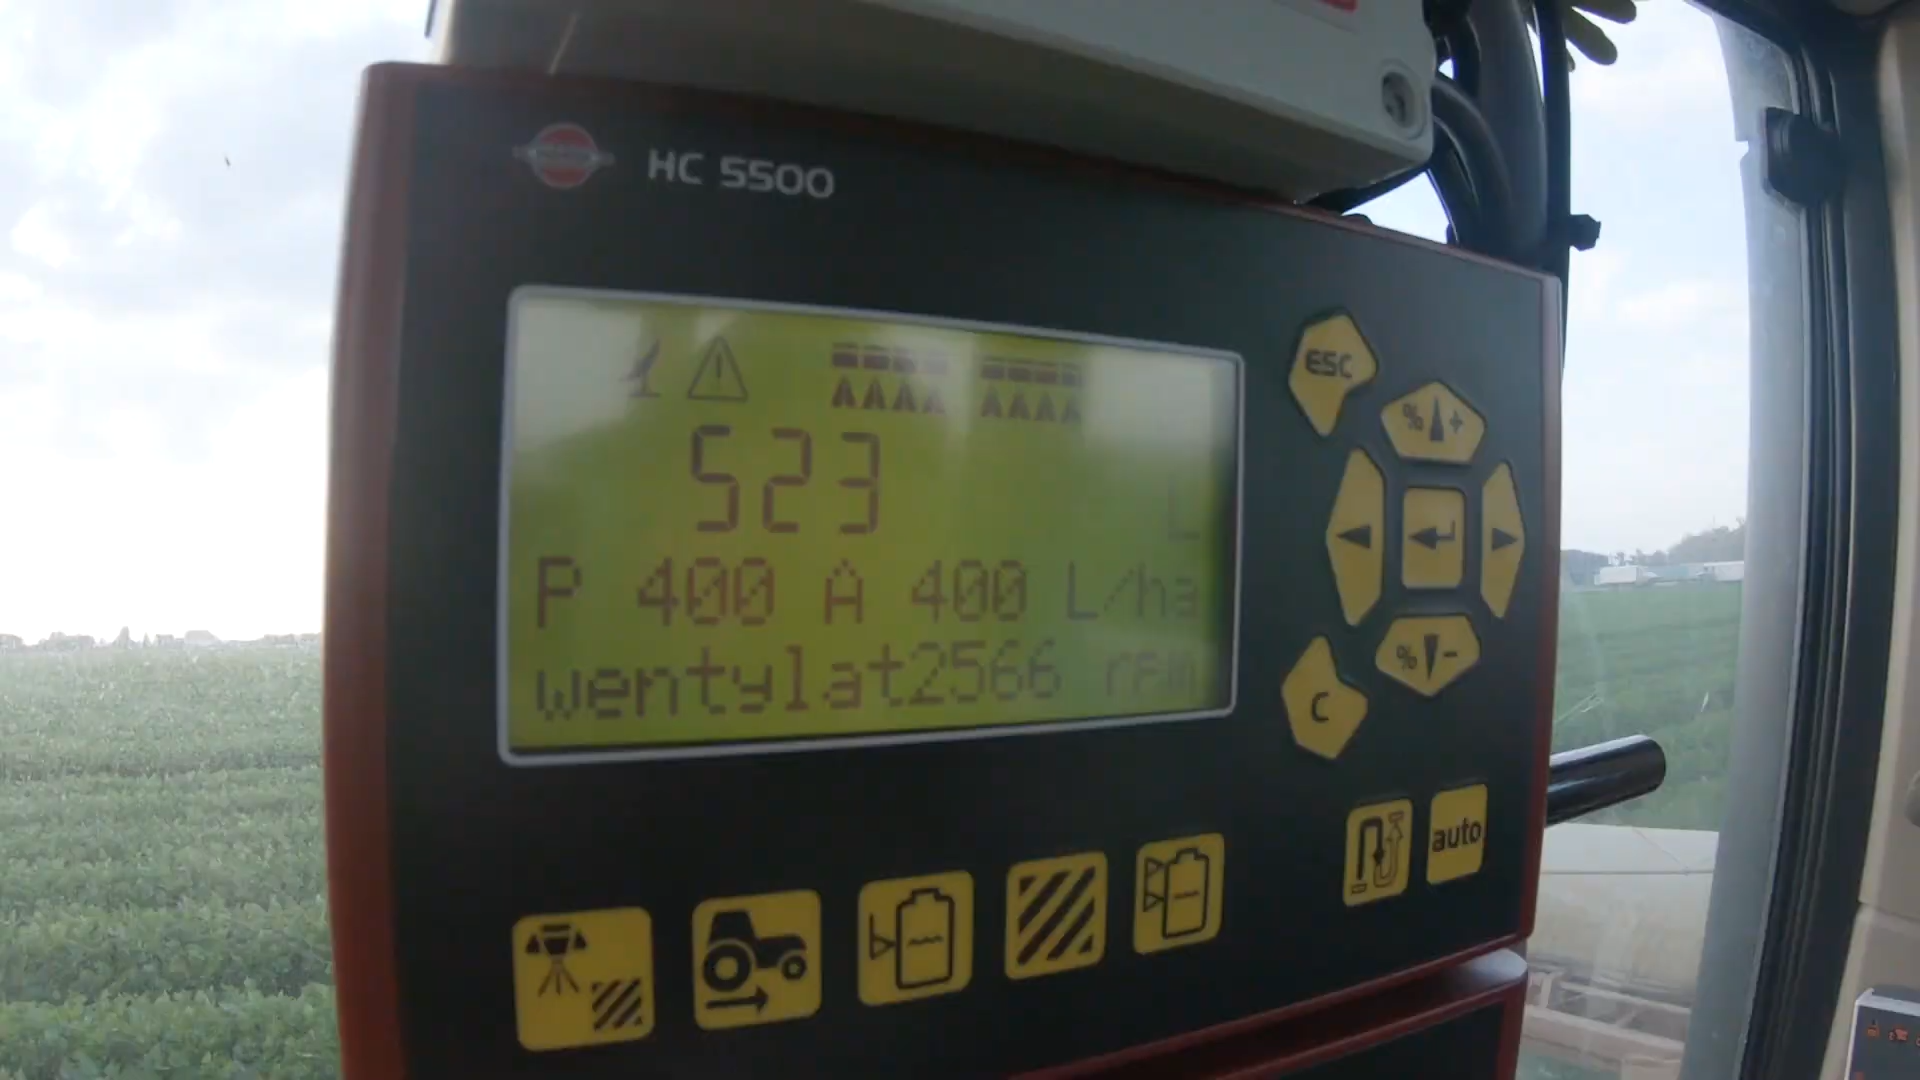 HC 5500
523 L
P 400 A 400 L/ha
wentylat2566 rpm
ESC
% +
% -
C
auto